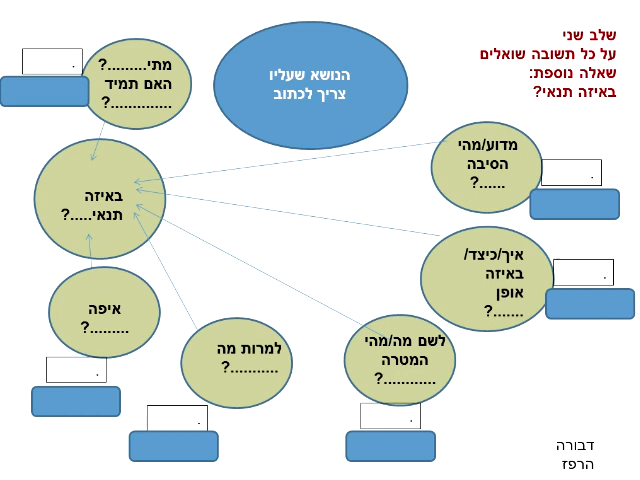 שלב שני
על כל תשובה שואלים
שאלה נוספת:
באיזה תנאי?
הנושא שעליו
צריך לכתוב
מתי.........?
האם תמיד
..............?
.
מדוע/מהי
הסיבה
......?
.
באיזה
תנאי.....?
איך/כיצד/
באיזה
אופן
.......?
.
איפה
.........?
.
למרות מה
...........?
.
לשם מה/מהי
המטרה
............?
.
דבורה
הרפז